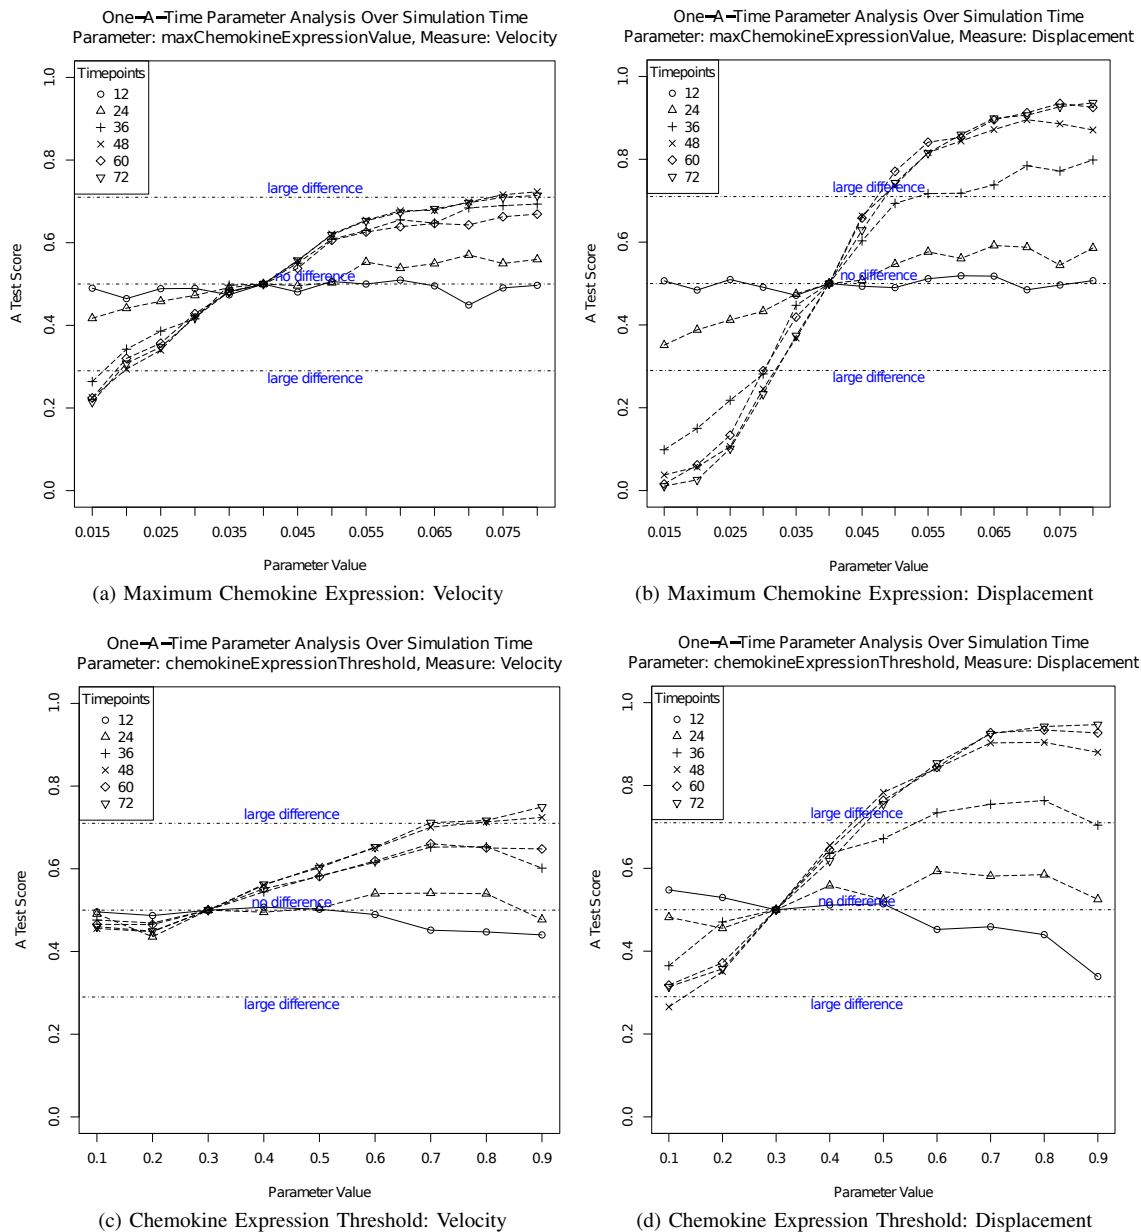 One−A−Time Parameter Analysis Over Simulation Time
Parameter: maxChemokineExpressionValue, Measure: Velocity
Timepoints
12
24
36
48
60
72
large difference
no difference
large difference
A Test Score
0.0
0.2
0.4
0.6
0.8
1.0
0.015 0.025 0.035 0.045 0.055 0.065 0.075
Parameter Value
(a) Maximum Chemokine Expression: Velocity
One−A−Time Parameter Analysis Over Simulation Time
Parameter: maxChemokineExpressionValue, Measure: Displacement
Timepoints
12
24
36
48
60
72
large difference
no difference
large difference
A Test Score
0.0
0.2
0.4
0.6
0.8
1.0
0.015 0.025 0.035 0.045 0.055 0.065 0.075
Parameter Value
(b) Maximum Chemokine Expression: Displacement
One−A−Time Parameter Analysis Over Simulation Time
Parameter: chemokineExpressionThreshold, Measure: Velocity
Timepoints
12
24
36
48
60
72
large difference
no difference
large difference
A Test Score
0.0
0.2
0.4
0.6
0.8
1.0
0.1 0.2 0.3 0.4 0.5 0.6 0.7 0.8 0.9
Parameter Value
(c) Chemokine Expression Threshold: Velocity
One−A−Time Parameter Analysis Over Simulation Time
Parameter: chemokineExpressionThreshold, Measure: Displacement
Timepoints
12
24
36
48
60
72
large difference
no difference
large difference
A Test Score
0.0
0.2
0.4
0.6
0.8
1.0
0.1 0.2 0.3 0.4 0.5 0.6 0.7 0.8 0.9
Parameter Value
(d) Chemokine Expression Threshold: Displacement